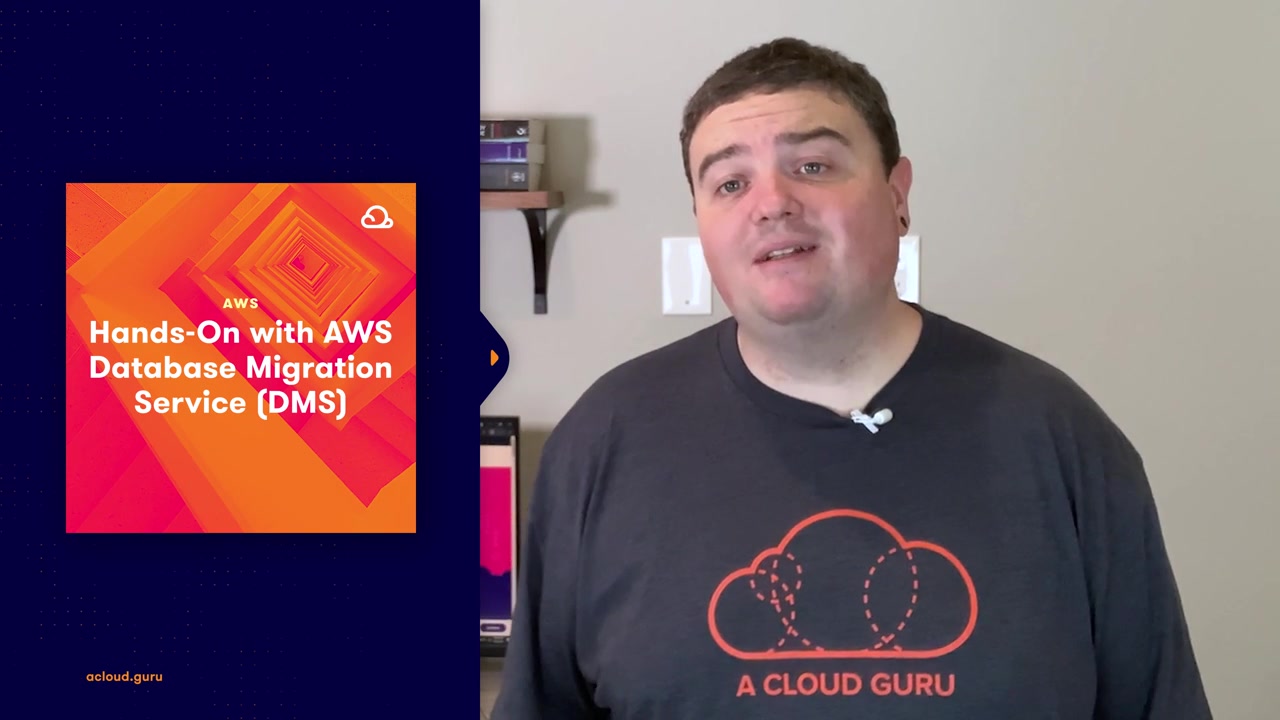 AWS
Hands-On with AWS
Database Migration
Service (DMS)
acloud.guru
A CLOUD GURU